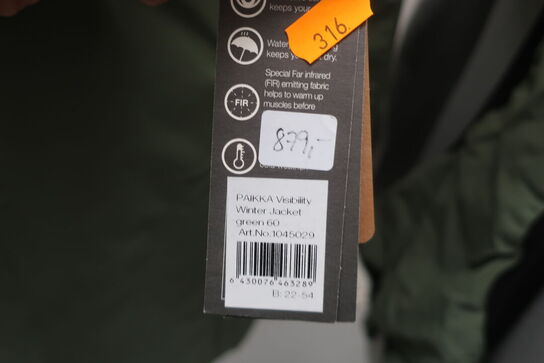 keeps your
316
Water
keeps you dry.
Special Far infrared
(FIR) emitting fabric
helps to warm up
muscles before
FIR
879,-
PAIKKA Visibility
Winter Jacket
green 60
Art.No.1045029
6 430076 463289
B: 22-54